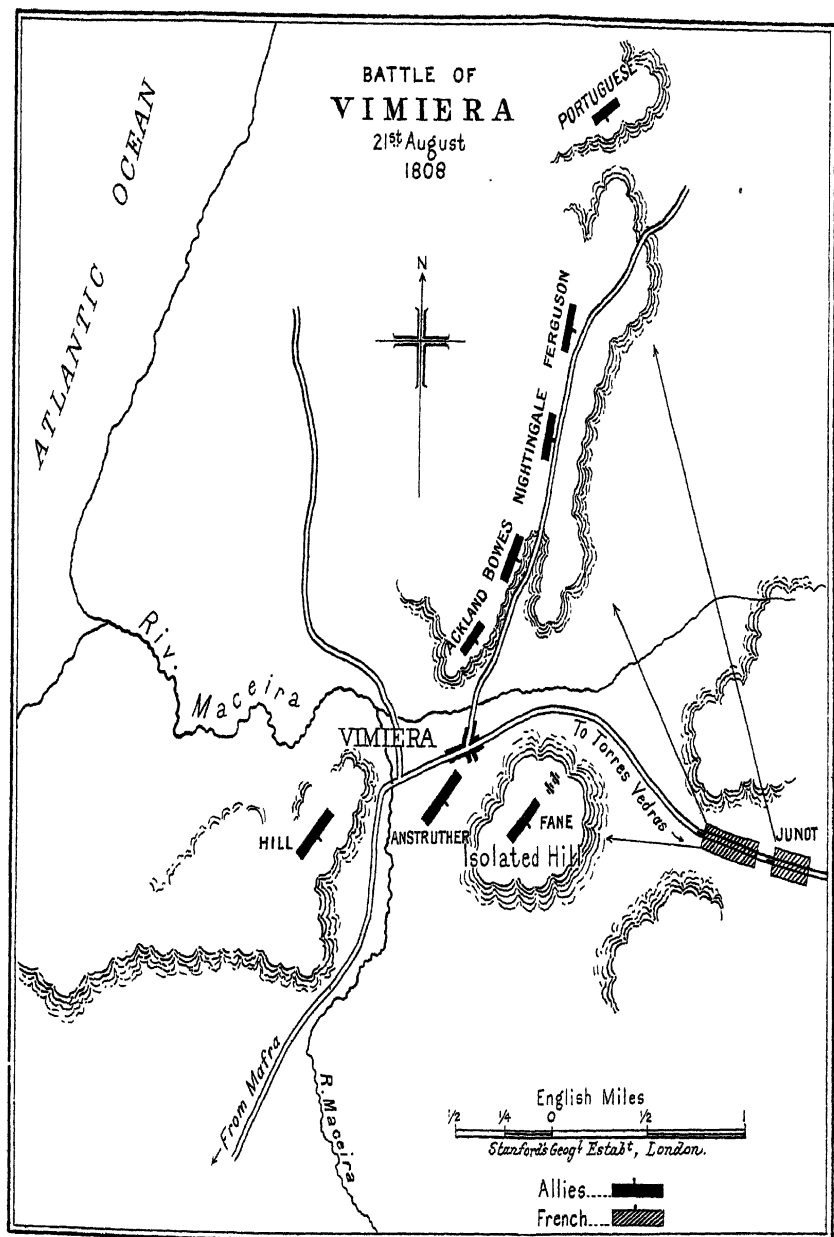 BATTLE OF
VIMIERA
21st August
1808
PORTUGUESE
ATLANTIC OCEAN
N
FERGUSON
NIGHTINGALE
BOWES
ACKLAND
Riv. Maceira
VIMIERA
To Torres Vedras
HILL
ANSTRUTHER
FANE
Isolated Hill
JUNOT
From Mafra
R. Maceira
English Miles
1/2 1/4 0 1/2 1
Stanford's Geogl Estabt, London.
Allies
French